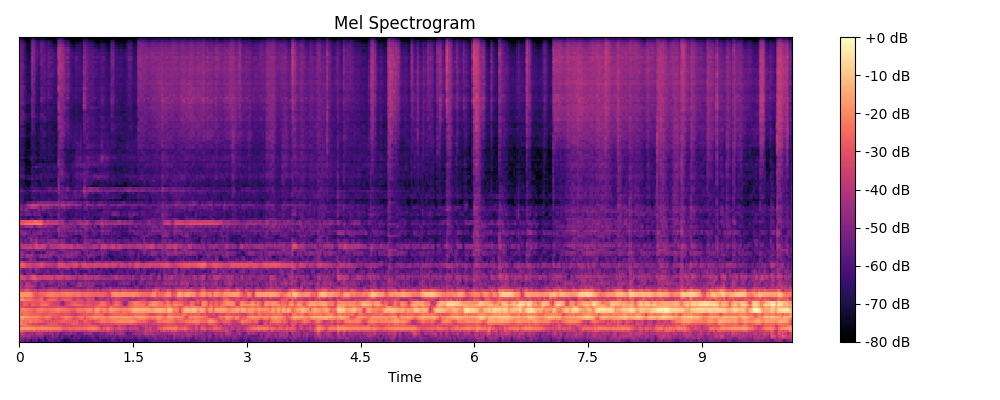 Mel Spectrogram
+0 dB
-10 dB
-20 dB
-30 dB
-40 dB
-50 dB
-60 dB
-70 dB
-80 dB
0 1.5 3 4.5 6 7.5 9
Time